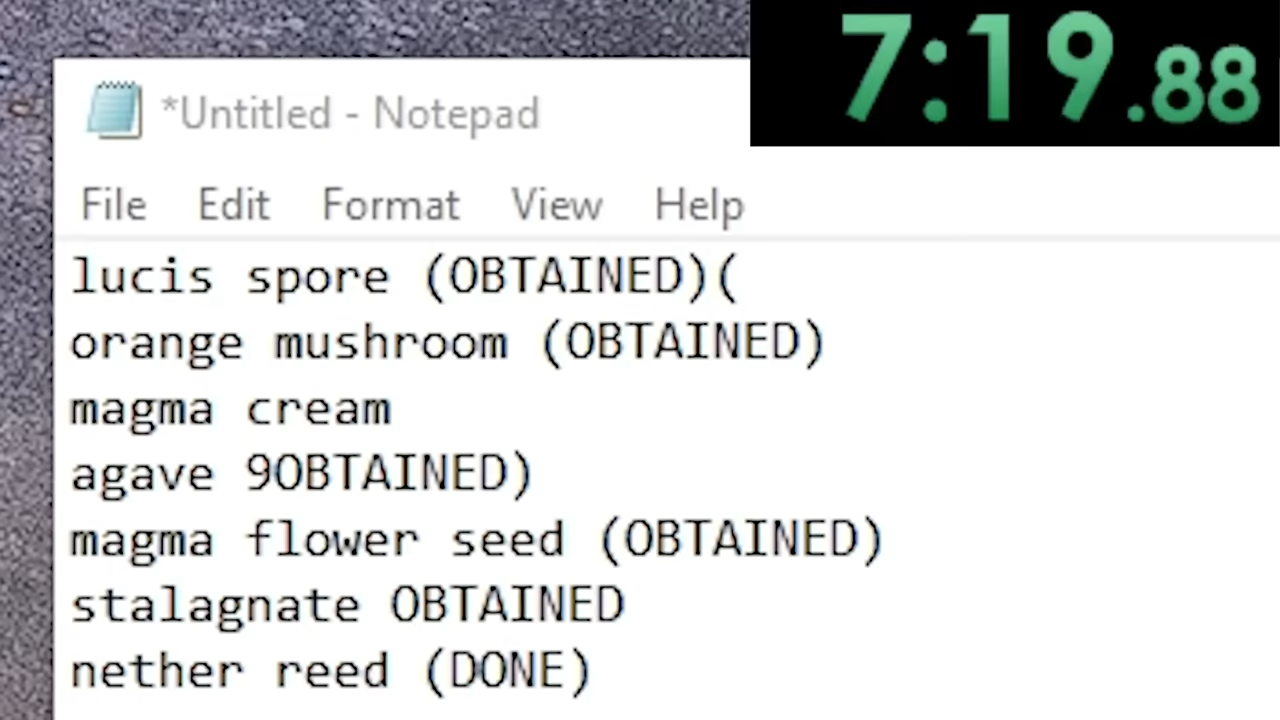 7:19.88
*Untitled - Notepad
File Edit Format View Help
lucis spore (OBTAINED)(
orange mushroom (OBTAINED)
magma cream
agave 9OBTAINED)
magma flower seed (OBTAINED)
stalagnate OBTAINED
nether reed (DONE)